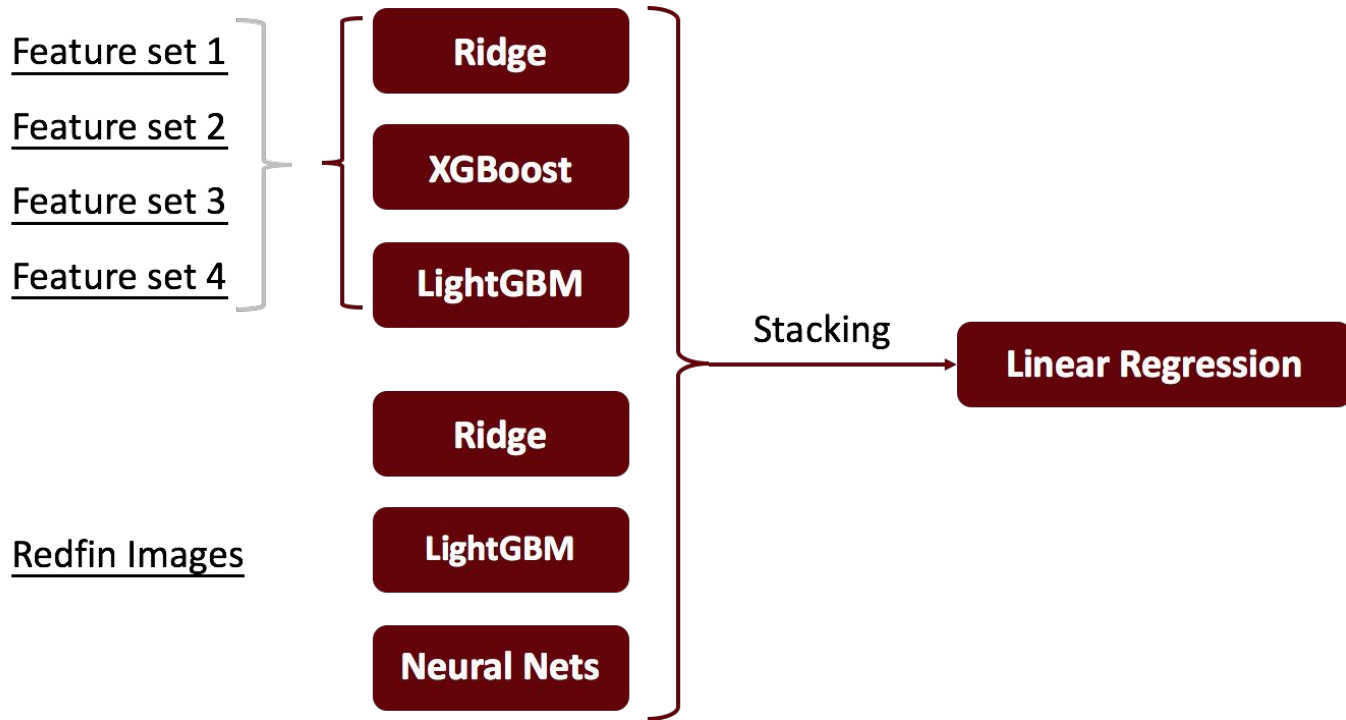 Feature set 1
Feature set 2
Feature set 3
Feature set 4
Ridge
XGBoost
LightGBM
Redfin Images
Ridge
LightGBM
Neural Nets
Stacking
Linear Regression